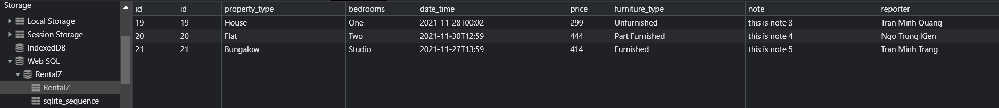 Storage
Local Storage
Session Storage
IndexedDB
Web SQL
RentalZ
RentalZ
sqlite_sequence
id id property_type bedrooms date_time price furniture_type note reporter
19 19 House One 2021-11-28T00:02 299 Unfurnished this is note 3 Tran Minh Quang
20 20 Flat Two 2021-11-30T12:59 444 Part Furnished this is note 4 Ngo Trung Kien
21 21 Bungalow Studio 2021-11-27T13:59 414 Furnished this is note 5 Tran Minh Trang